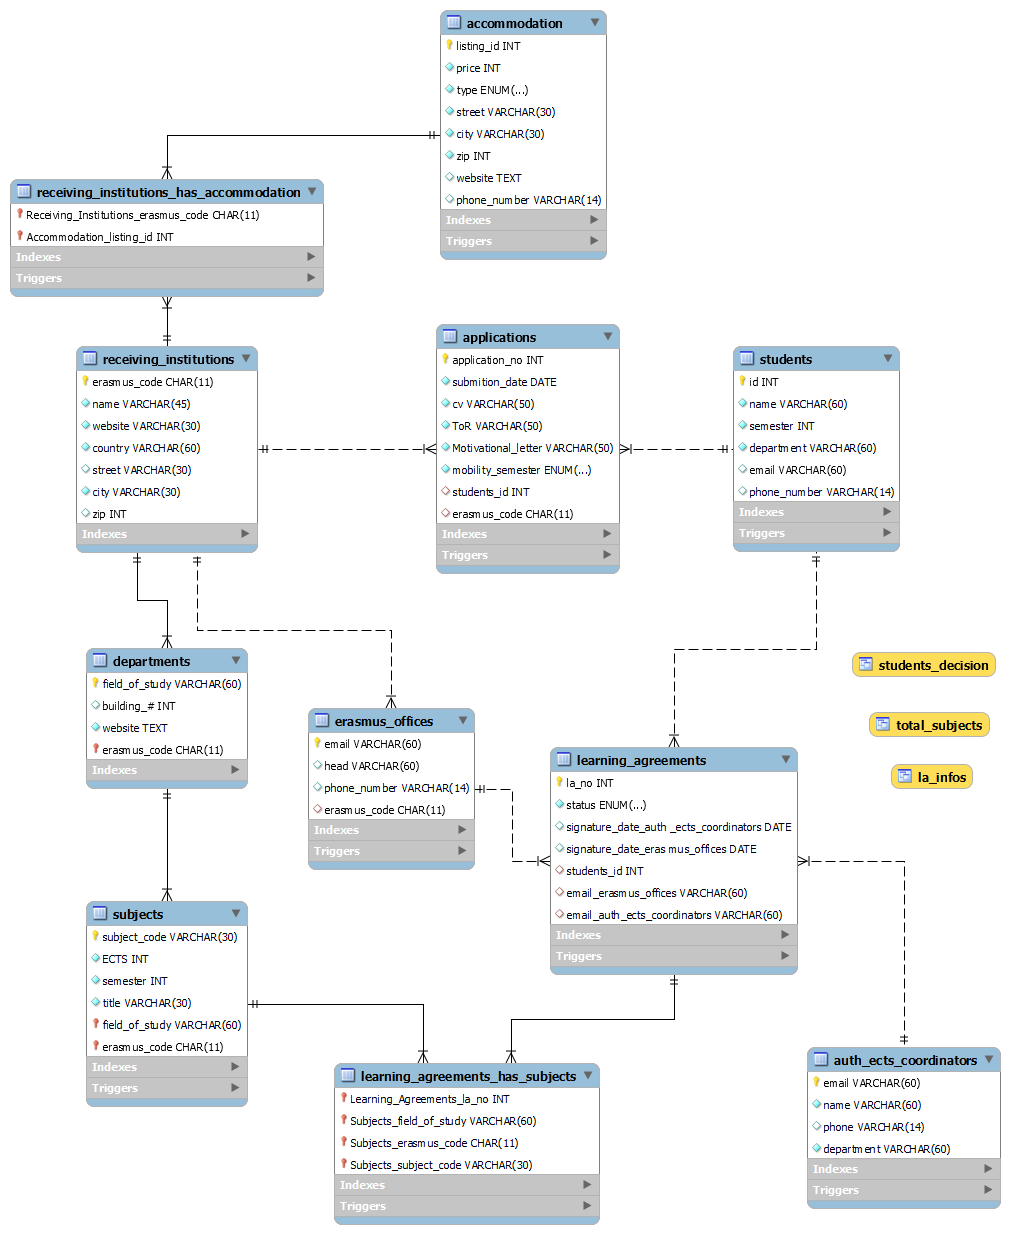 accommodation
listing_id INT
price INT
type ENUM(...)
street VARCHAR(30)
city VARCHAR(30)
zip INT
website TEXT
phone_number VARCHAR(14)
Indexes
Triggers
receiving_institutions_has_accommodation
Receiving_Institutions_erasmus_code CHAR(11)
Accommodation_listing_id INT
Indexes
Triggers
receiving_institutions
erasmus_code CHAR(11)
name VARCHAR(45)
website VARCHAR(30)
country VARCHAR(60)
street VARCHAR(30)
city VARCHAR(30)
zip INT
Indexes
applications
application_no INT
submition_date DATE
cv VARCHAR(50)
ToR VARCHAR(50)
Motivational_letter VARCHAR(50)
mobility_semester ENUM(...)
students_id INT
erasmus_code CHAR(11)
Indexes
Triggers
students
id INT
name VARCHAR(60)
semester INT
department VARCHAR(60)
email VARCHAR(60)
phone_number VARCHAR(14)
Indexes
Triggers
departments
field_of_study VARCHAR(60)
building_# INT
website TEXT
erasmus_code CHAR(11)
Indexes
erasmus_offices
email VARCHAR(60)
head VARCHAR(60)
phone_number VARCHAR(14)
erasmus_code CHAR(11)
Indexes
Triggers
students_decision
total_subjects
la_infos
learning_agreements
la_no INT
status ENUM(...)
signature_date_auth _ects_coordinators DATE
signature_date_eras mus_offices DATE
students_id INT
email_erasmus_offices VARCHAR(60)
email_auth_ects_coordinators VARCHAR(60)
Indexes
Triggers
subjects
subject_code VARCHAR(30)
ECTS INT
semester INT
title VARCHAR(30)
field_of_study VARCHAR(60)
erasmus_code CHAR(11)
Indexes
Triggers
learning_agreements_has_subjects
Learning_Agreements_la_no INT
Subjects_field_of_study VARCHAR(60)
Subjects_erasmus_code CHAR(11)
Subjects_subject_code VARCHAR(30)
Indexes
Triggers
auth_ects_coordinators
email VARCHAR(60)
name VARCHAR(60)
phone VARCHAR(14)
department VARCHAR(60)
Indexes
Triggers